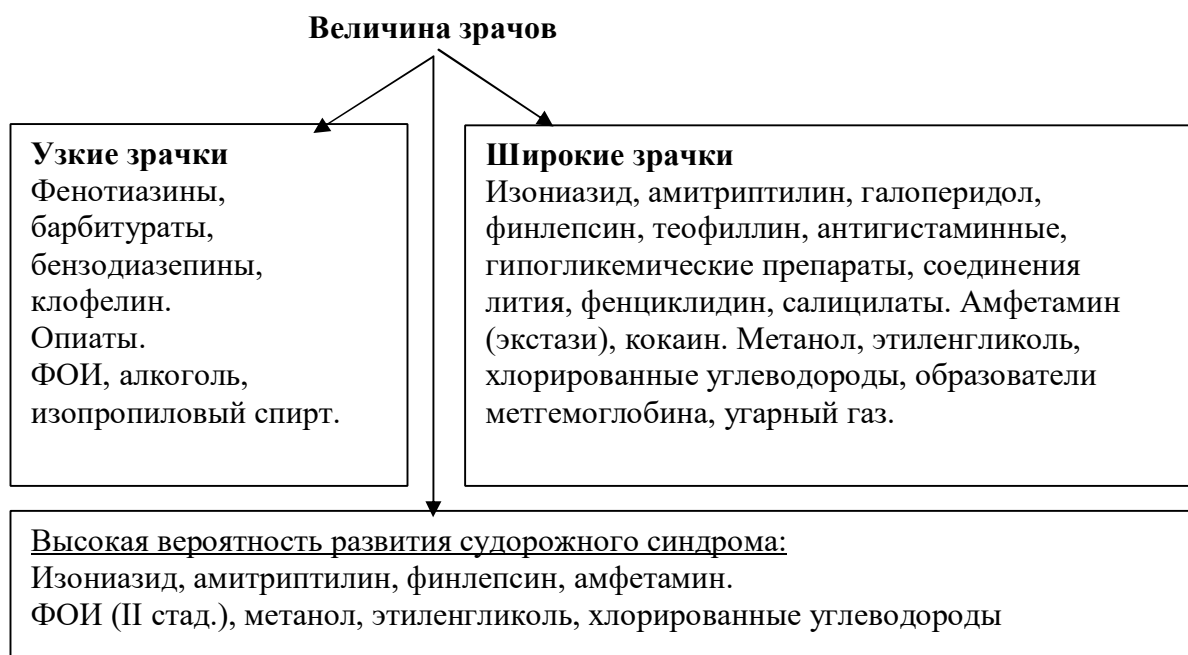 Величина зрачов
Узкие зрачки
Фенотиазины,
барбитураты,
бензодиазепины,
клофелин.
Опиаты.
ФОИ, алкоголь,
изопропиловый спирт.
Широкие зрачки
Изониазид, амитриптилин, галоперидол,
финлепсин, теофиллин, антигистаминные,
гипогликемические препараты, соединения
лития, фенциклидин, салицилаты. Амфетамин
(экстази), кокаин. Метанол, этиленгликоль,
хлорированные углеводороды, образователи
метгемоглобина, угарный газ.
Высокая вероятность развития судорожного синдрома:
Изониазид, амитриптилин, финлепсин, амфетамин.
ФОИ (II стад.), метанол, этиленгликоль, хлорированные углеводороды